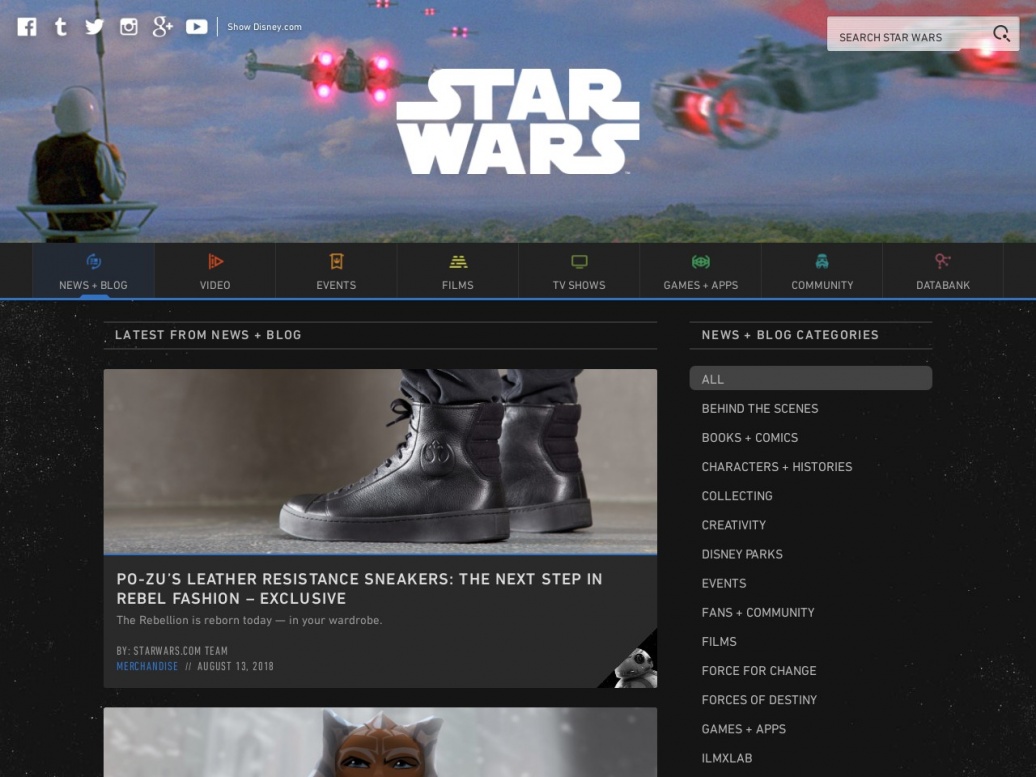 Show Disney.com
SEARCH STAR WARS
STAR
WARS
NEWS + BLOG
VIDEO
EVENTS
FILMS
TV SHOWS
GAMES + APPS
COMMUNITY
DATABANK
LATEST FROM NEWS + BLOG
PO-ZU'S LEATHER RESISTANCE SNEAKERS: THE NEXT STEP IN
REBEL FASHION – EXCLUSIVE
The Rebellion is reborn today — in your wardrobe.
BY: STARWARS.COM TEAM
MERCHANDISE // AUGUST 13, 2018
NEWS + BLOG CATEGORIES
ALL
BEHIND THE SCENES
BOOKS + COMICS
CHARACTERS + HISTORIES
COLLECTING
CREATIVITY
DISNEY PARKS
EVENTS
FANS + COMMUNITY
FILMS
FORCE FOR CHANGE
FORCES OF DESTINY
GAMES + APPS
ILMXLAB